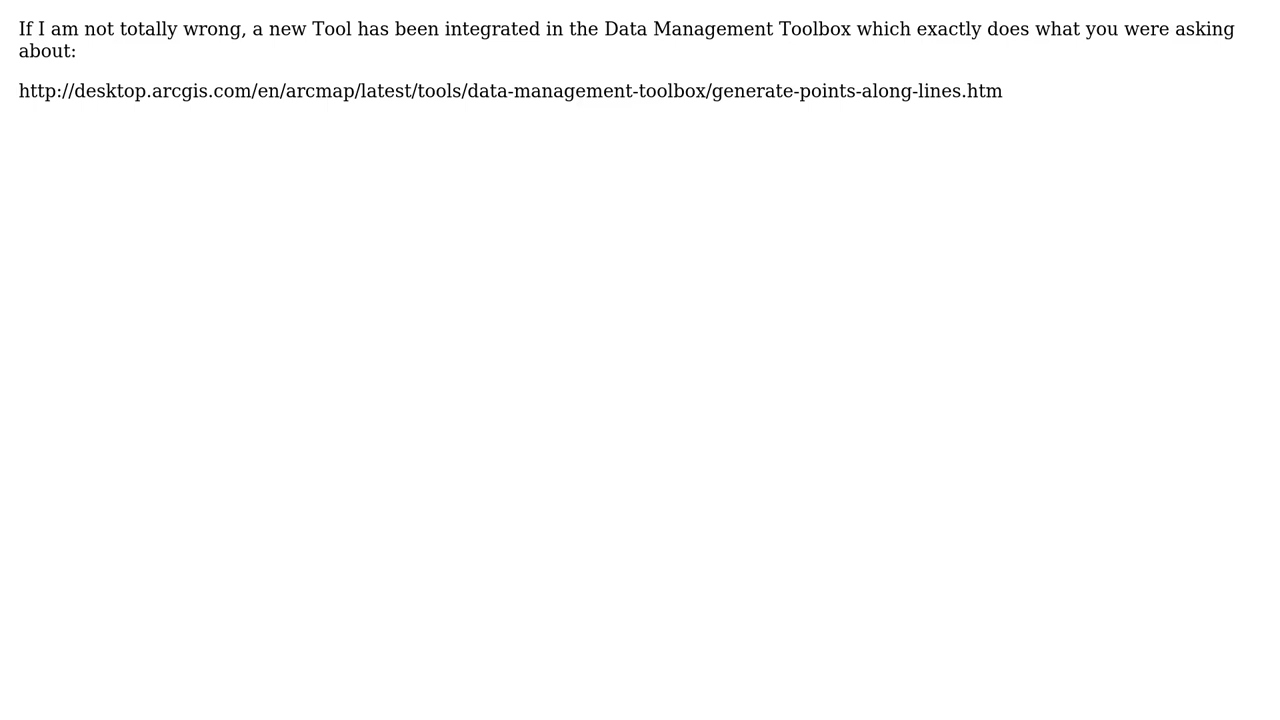 If I am not totally wrong, a new Tool has been integrated in the Data Management Toolbox which exactly does what you were asking
about:
http://desktop.arcgis.com/en/arcmap/latest/tools/data-management-toolbox/generate-points-along-lines.htm